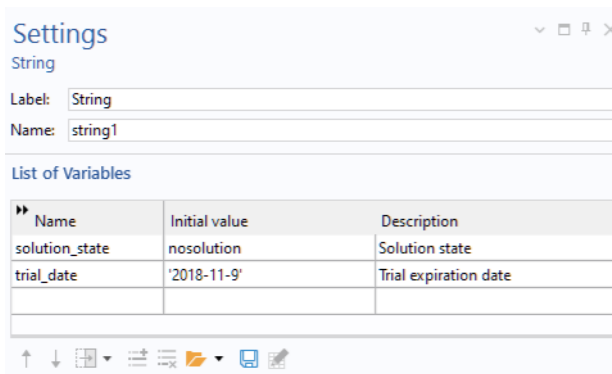 Settings
String
Label: String
Name: string1
List of Variables
Name Initial value Description
solution_state nosolution Solution state
trial_date '2018-11-9' Trial expiration date